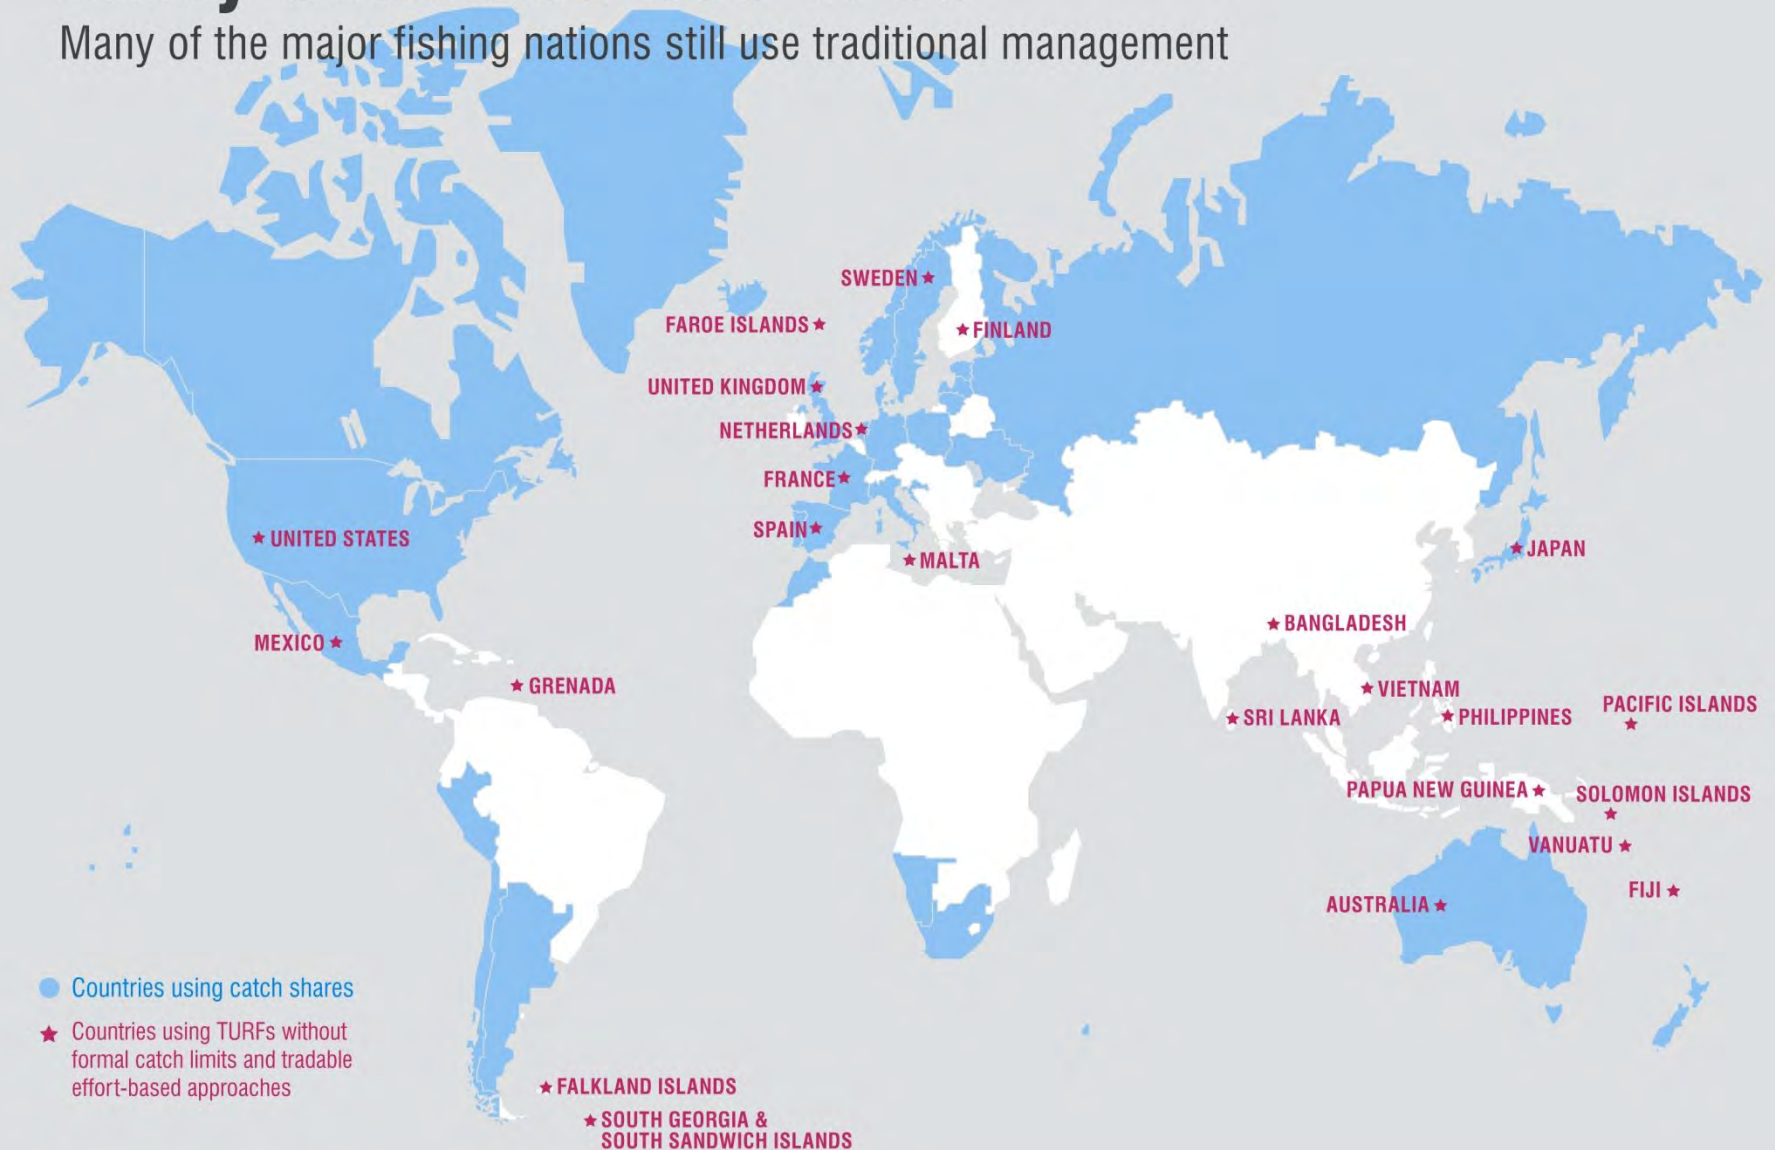 Many of the major fishing nations still use traditional management
SWEDEN
FAROE ISLANDS
FINLAND
UNITED KINGDOM
NETHERLANDS
FRANCE
SPAIN
UNITED STATES
MALTA
JAPAN
MEXICO
BANGLADESH
GRENADA
VIETNAM
SRI LANKA
PHILIPPINES
PACIFIC ISLANDS
PAPUA NEW GUINEA
SOLOMON ISLANDS
VANUATU
FIJI
AUSTRALIA
Countries using catch shares
Countries using TURFs without
formal catch limits and tradable
effort-based approaches
FALKLAND ISLANDS
SOUTH GEORGIA &
SOUTH SANDWICH ISLANDS